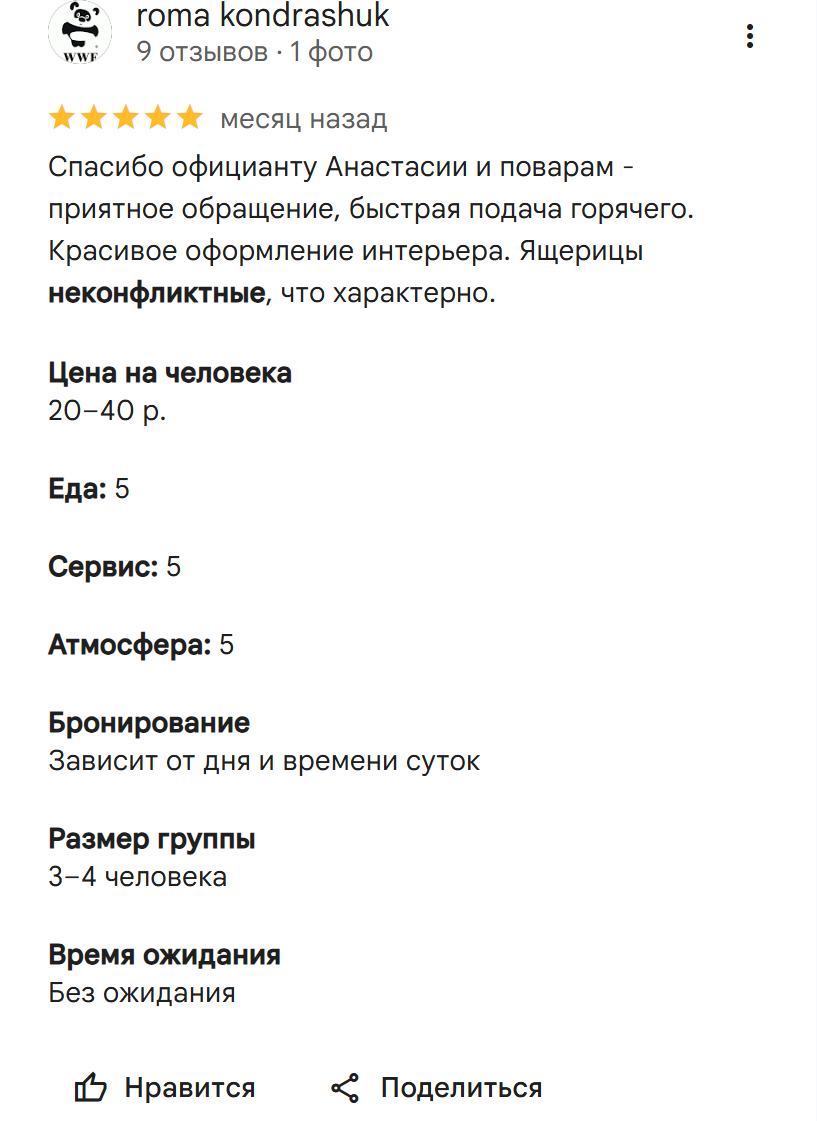 roma kondrashuk
WWF
9 отзывов · 1 фото
месяц назад
Спасибо официанту Анастасии и поварам -
приятное обращение, быстрая подача горячего.
Красивое оформление интерьера. Ящерицы
неконфликтные, что характерно.
Цена на человека
20–40 р.
Еда: 5
Сервис: 5
Атмосфера: 5
Бронирование
Зависит от дня и времени суток
Размер группы
3–4 человека
Время ожидания
Без ожидания
Нравится
Поделиться